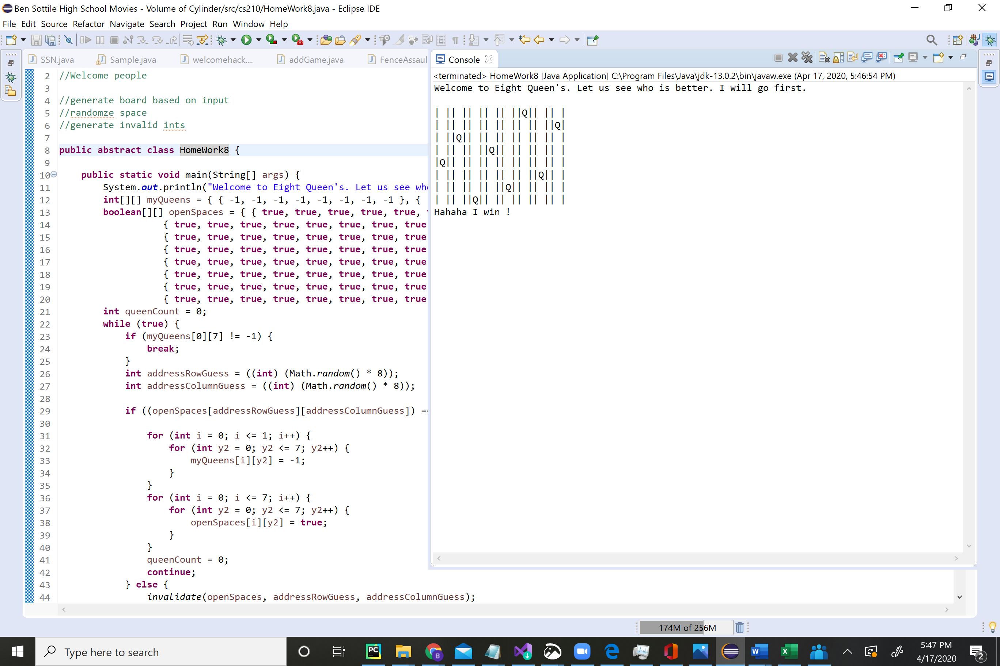 Ben Sottile High School Movies - Volume of Cylinder/src/cs210/HomeWork8.java - Eclipse IDE
File Edit Source Refactor Navigate Search Project Run Window Help
SSN.java Sample.java welcomehack.... addGame.java FenceAssaul
Console
<terminated> HomeWork8 [Java Application] C:\Program Files\Java\jdk-13.0.2\bin\javaw.exe (Apr 17, 2020, 5:46:54 PM)
Welcome to Eight Queen's. Let us see who is better. I will go first.
| || || || || ||Q|| || |
| || || || || || || ||Q|
| ||Q|| || || || || || |
| || || ||Q|| || || || |
|Q|| || || || || || || |
| || || || || || ||Q|| |
| || || || ||Q|| || || |
| || ||Q|| || || || || |
Hahaha I win !
2 //Welcome people
3
4 //generate board based on input
5 //randomze space
6 //generate invalid ints
7
8 public abstract class HomeWork8 {
9
10 public static void main(String[] args) {
11 System.out.println("Welcome to Eight Queen's. Let us see wh
12 int[][] myQueens = { { -1, -1, -1, -1, -1, -1, -1, -1 }, {
13 boolean[][] openSpaces = { { true, true, true, true, true,
14 { true, true, true, true, true, true, true, true
15 { true, true, true, true, true, true, true, true
16 { true, true, true, true, true, true, true, true
17 { true, true, true, true, true, true, true, true
18 { true, true, true, true, true, true, true, true
19 { true, true, true, true, true, true, true, true
20 { true, true, true, true, true, true, true, true
21 int queenCount = 0;
22 while (true) {
23 if (myQueens[0][7] != -1) {
24 break;
25 }
26 int addressRowGuess = ((int) (Math.random() * 8));
27 int addressColumnGuess = ((int) (Math.random() * 8));
28
29 if ((openSpaces[addressRowGuess][addressColumnGuess]) =
30
31 for (int i = 0; i <= 1; i++) {
32 for (int y2 = 0; y2 <= 7; y2++) {
33 myQueens[i][y2] = -1;
34 }
35 }
36 for (int i = 0; i <= 7; i++) {
37 for (int y2 = 0; y2 <= 7; y2++) {
38 openSpaces[i][y2] = true;
39 }
40 }
41 queenCount = 0;
42 continue;
43 } else {
44 invalidate(openSpaces, addressRowGuess, addressColumnGuess);
174M of 256M
Type here to search
5:47 PM
4/17/2020
2